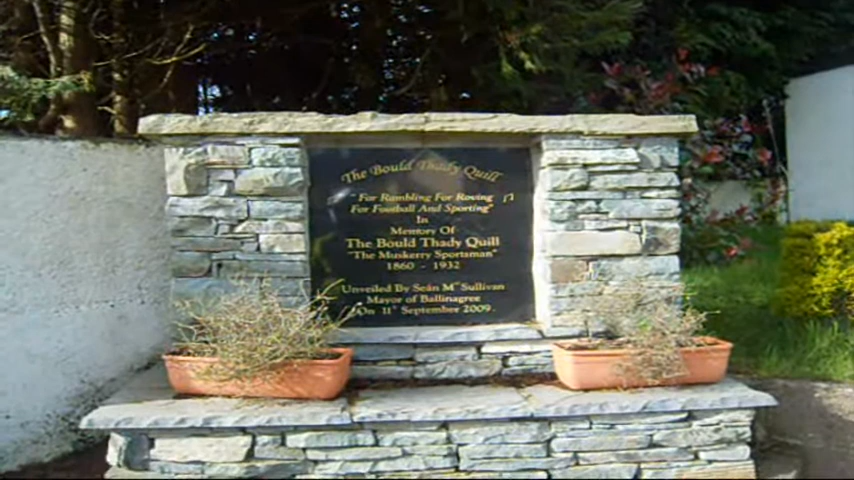 The Bould Thady Quill
"For Rambling For Roving
For Football And Sporting"
In
Memory Of
The Bould Thady Quill
"The Muskerry Sportsman"
1860 - 1932
Unveiled By Seán Mᶜ Sullivan
Mayor of Ballinagree
On 11ᵗʰ September 2009.